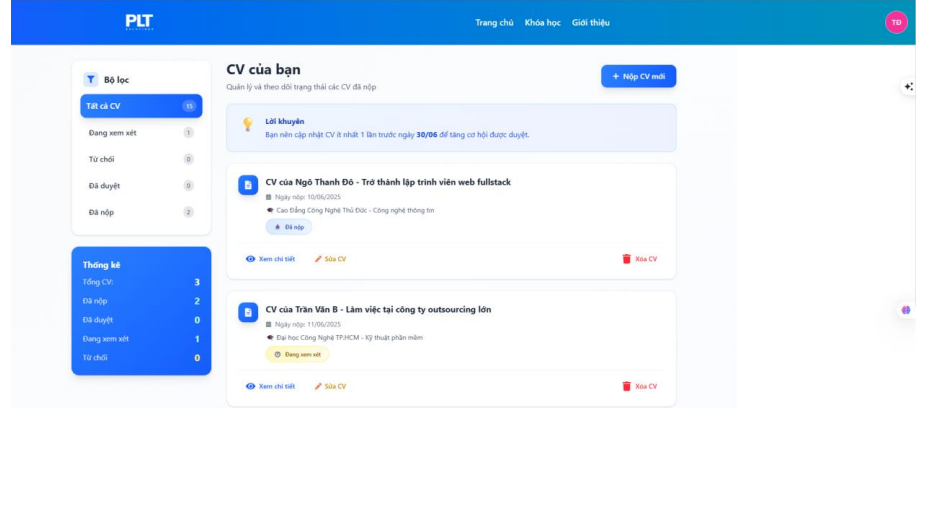 PLT
SOLUTIONS
Trang chủ Khóa học Giới thiệu
TĐ
Bộ lọc
Tất cả CV 15
Đang xem xét 1
Từ chối 0
Đã duyệt 0
Đã nộp 2
Thống kê
Tổng CV: 3
Đã nộp 2
Đã duyệt 0
Đang xem xét 1
Từ chối 0
CV của bạn
Quản lý và theo dõi trạng thái các CV đã nộp
+ Nộp CV mới
Lời khuyên
Bạn nên cập nhật CV ít nhất 1 lần trước ngày 30/06 để tăng cơ hội được duyệt.
CV của Ngô Thanh Đô - Trở thành lập trình viên web fullstack
Ngày nộp: 10/06/2025
Cao Đẳng Công Nghệ Thủ Đức - Công nghệ thông tin
Đã nộp
Xem chi tiết Sửa CV Xóa CV
CV của Trần Văn B - Làm việc tại công ty outsourcing lớn
Ngày nộp: 11/06/2025
Đại học Công Nghệ TP.HCM - Kỹ thuật phần mềm
Đang xem xét
Xem chi tiết Sửa CV Xóa CV